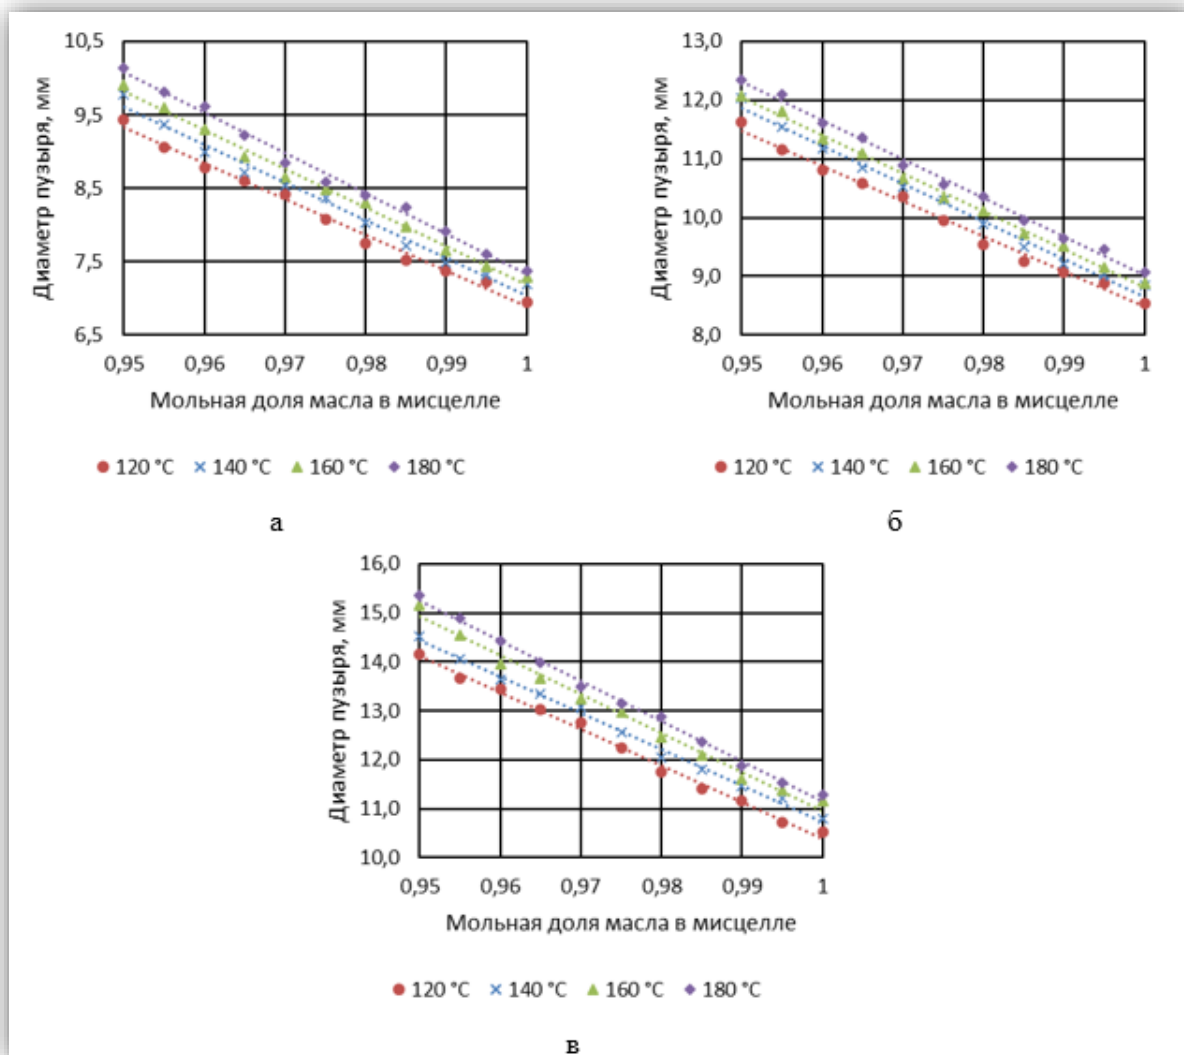 10,5
9,5
8,5
7,5
6,5
Диаметр пузыря, мм
0,95 0,96 0,97 0,98 0,99 1
Мольная доля масла в мисцелле
120 °C 140 °C 160 °C 180 °C
а
13,0
12,0
11,0
10,0
9,0
8,0
Диаметр пузыря, мм
0,95 0,96 0,97 0,98 0,99 1
Мольная доля масла в мисцелле
120 °C 140 °C 160 °C 180 °C
б
16,0
15,0
14,0
13,0
12,0
11,0
10,0
Диаметр пузыря, мм
0,95 0,96 0,97 0,98 0,99 1
Мольная доля масла в мисцелле
120 °C 140 °C 160 °C 180 °C
в